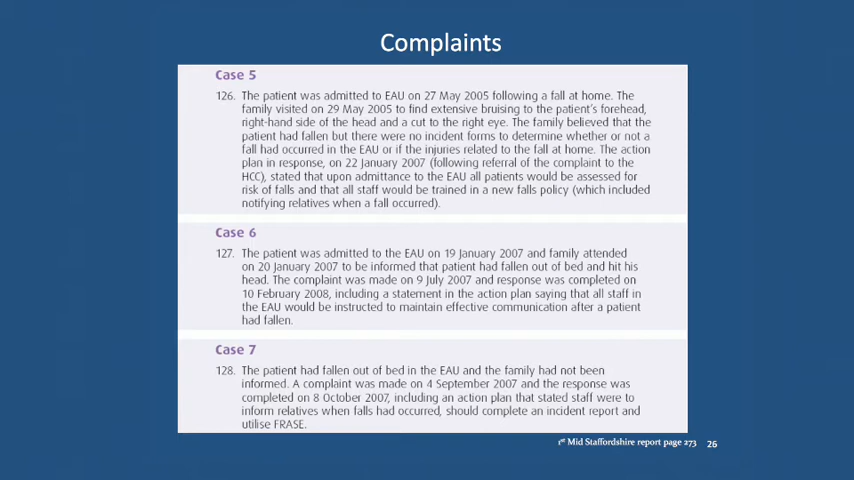 Complaints
Case 5
126. The patient was admitted to EAU on 27 May 2005 following a fall at home. The
family visited on 29 May 2005 to find extensive bruising to the patient's forehead,
right-hand side of the head and a cut to the right eye. The family believed that the
patient had fallen but there were no incident forms to determine whether or not a
fall had occurred in the EAU or if the injuries related to the fall at home. The action
plan in response, on 22 January 2007 (following referral of the complaint to the
HCC), stated that upon admittance to the EAU all patients would be assessed for
risk of falls and that all staff would be trained in a new falls policy (which included
notifying relatives when a fall occurred).
Case 6
127. The patient was admitted to the EAU on 19 January 2007 and family attended
on 20 January 2007 to be informed that patient had fallen out of bed and hit his
head. The complaint was made on 9 July 2007 and response was completed on
10 February 2008, including a statement in the action plan saying that all staff in
the EAU would be instructed to maintain effective communication after a patient
had fallen.
Case 7
128. The patient had fallen out of bed in the EAU and the family had not been
informed. A complaint was made on 4 September 2007 and the response was
completed on 8 October 2007, including an action plan that stated staff were to
inform relatives when falls had occurred, should complete an incident report and
utilise FRASE.
1st Mid Staffordshire report page 273 26